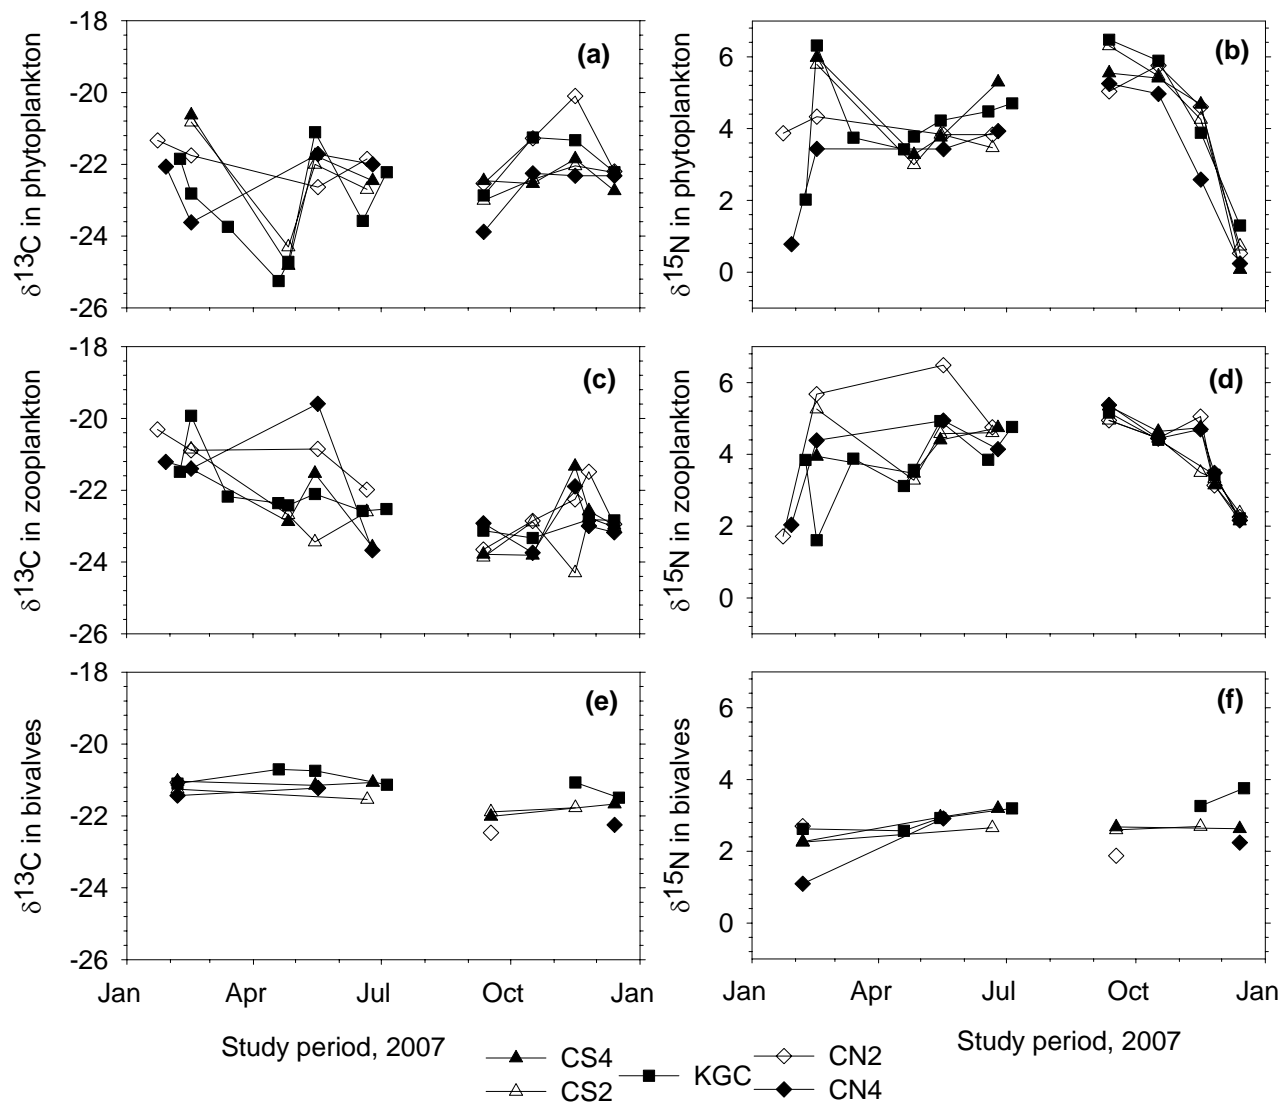 -18
-20
-22
-24
-26
δ13C in phytoplankton
(a)
6
4
2
0
δ15N in phytoplankton
(b)
-18
-20
-22
-24
-26
δ13C in zooplankton
(c)
6
4
2
0
δ15N in zooplankton
(d)
-18
-20
-22
-24
-26
δ13C in bivalves
(e)
6
4
2
0
δ15N in bivalves
(f)
Jan Apr Jul Oct Jan
Jan Apr Jul Oct Jan
Study period, 2007
Study period, 2007
CS4
CS2
KGC
CN2
CN4